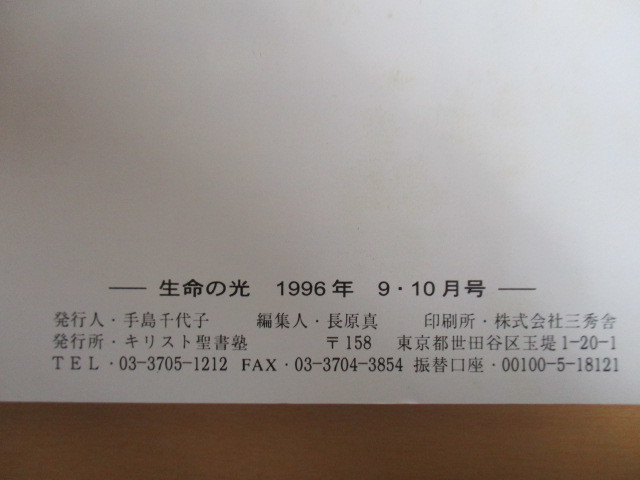 ― 生命の光　1996年　9・10月号 ―
発行人・手島千代子　編集人・長原真　印刷所・株式会社三秀舎
発行所・キリスト聖書塾　〒158　東京都世田谷区玉堤1-20-1
TEL・03-3705-1212 FAX・03-3704-3854 振替口座・00100-5-18121